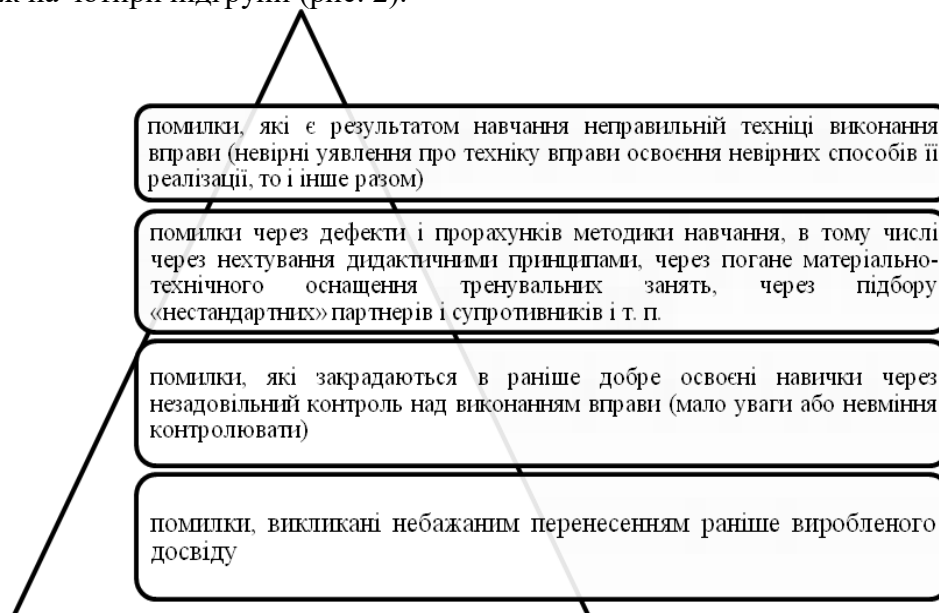 на чотири підгрупи (рис. 2).
помилки, які є результатом навчання неправильній техніці виконання
вправи (невірні уявлення про техніку вправи освоєння невірних способів її
реалізації, то і інше разом)
помилки через дефекти і прорахунків методики навчання, в тому числі
через нехтування дидактичними принципами, через погане матеріально-
технічного оснащення тренувальних занять, через підбору
«нестандартних» партнерів і супротивників і т. п.
помилки, які закрадаються в раніше добре освоєні навички через
незадовільний контроль над виконанням вправи (мало уваги або невміння
контролювати)
помилки, викликані небажаним перенесенням раніше виробленого
досвіду